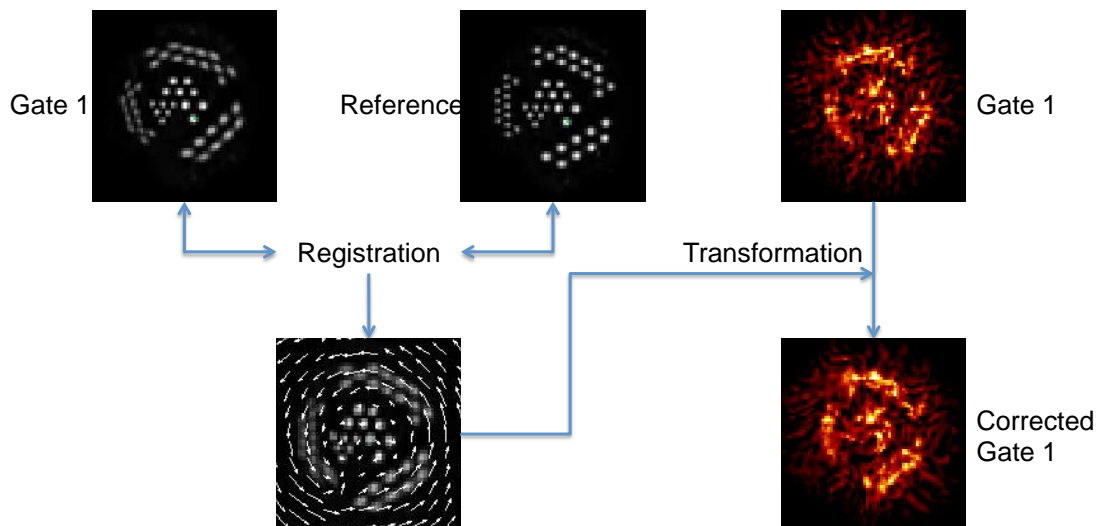 Gate 1
Reference
Gate 1
Registration
Transformation
Corrected
Gate 1